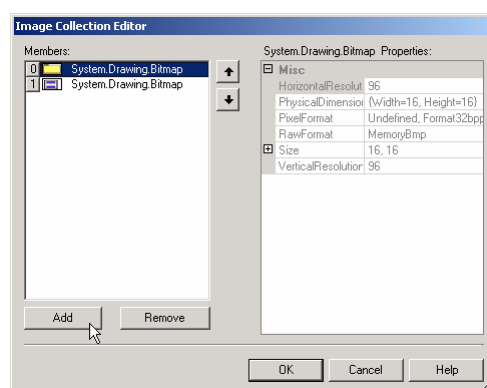 Image Collection Editor
Members:
0 System.Drawing.Bitmap
1 System.Drawing.Bitmap
System.Drawing.Bitmap Properties:
Misc
HorizontalResolut 96
PhysicalDimension {Width=16, Height=16}
PixelFormat Undefined, Format32bpp
RawFormat MemoryBmp
Size 16, 16
VerticalResolution 96
Add Remove
OK Cancel Help